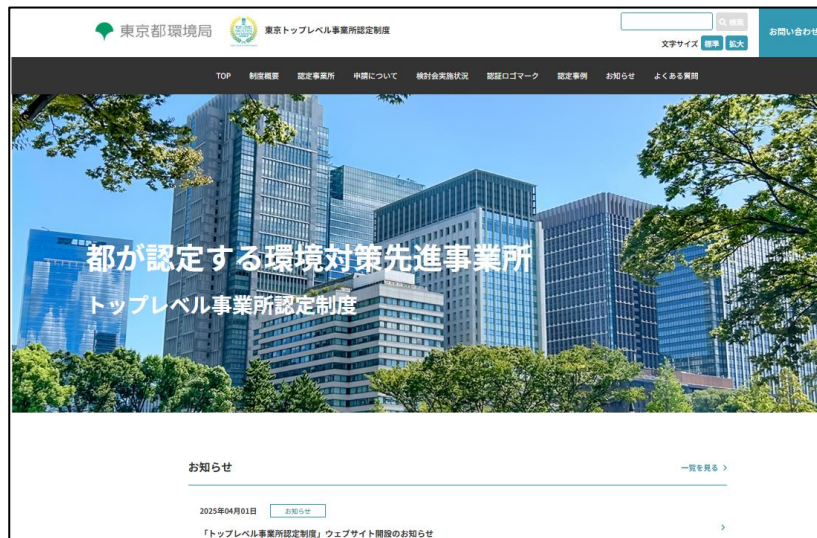 東京都環境局
東京トップレベル事業所認定制度
検索
文字サイズ 標準 拡大
お問い合わせ
TOP 制度概要 認定事業所 申請について 検討会実施状況 認証ロゴマーク 認定事例 お知らせ よくある質問
都が認定する環境対策先進事業所
トップレベル事業所認定制度
お知らせ
一覧を見る
2025年04月01日 お知らせ
「トップレベル事業所認定制度」ウェブサイト開設のお知らせ